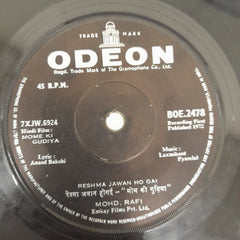 TRADE MARK
ODEON
Regd. Trade Mark of The Gramophone Co. Ltd.
45 R.P.M.
7XJW.6924
Hindi Film:
MOME KI
GUDIYA
BOE.2478
Recording First
Published 1972
Lyric:
Anand Bakshi
Music:
Laxmikant
Pyarelal
RESHMA JAWAN HO GAI
रेशमा जवान होगई - "मोम की गुड़िया"
MOHD. RAFI
Emkay Films Pvt. Ltd.